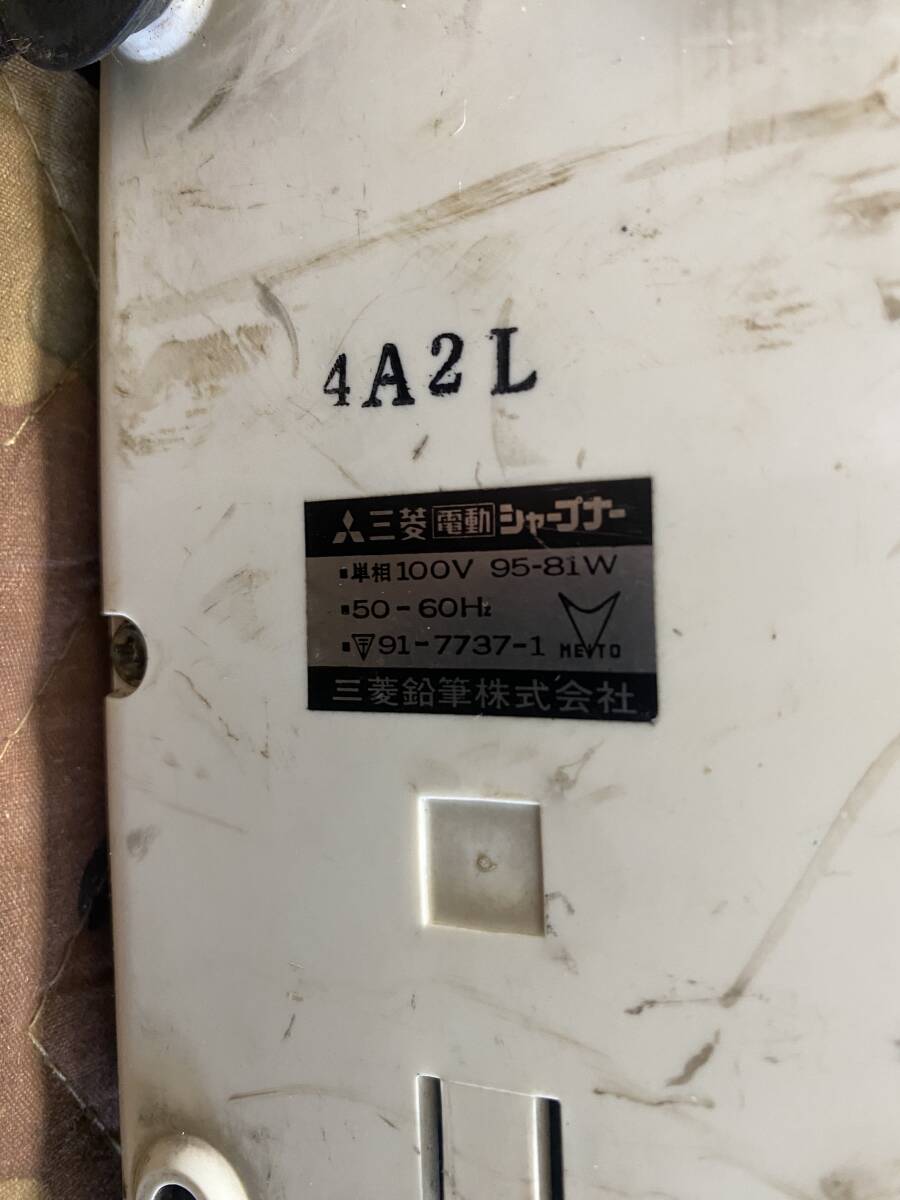 4A2L
三菱電動シャープナー
■単相100V 95-81W
■50-60Hz
■〒91-7737-1 MEITO
三菱鉛筆株式会社